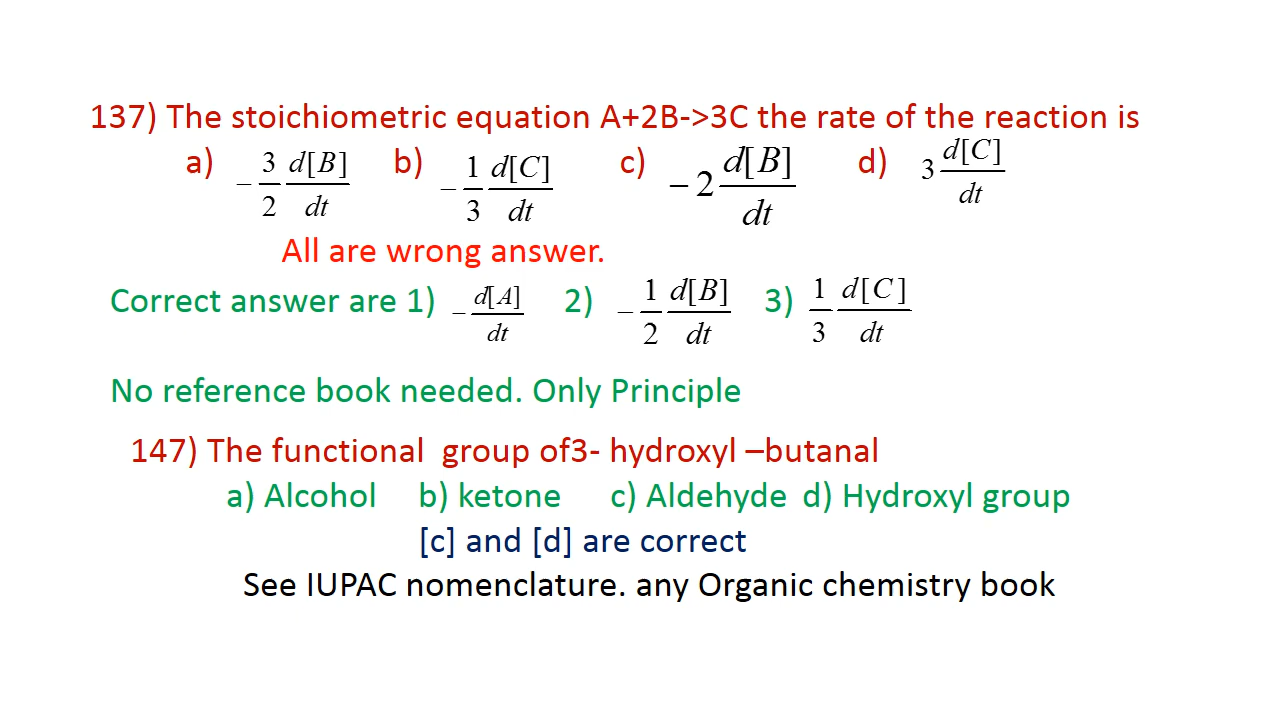 137) The stoichiometric equation A+2B->3C the rate of the reaction is
a) -3/2 d[B]/dt b) -1/3 d[C]/dt c) -2 d[B]/dt d) 3 d[C]/dt
All are wrong answer.
Correct answer are 1) -d[A]/dt 2) -1/2 d[B]/dt 3) 1/3 d[C]/dt
No reference book needed. Only Principle
147) The functional group of3- hydroxyl –butanal
a) Alcohol b) ketone c) Aldehyde d) Hydroxyl group
[c] and [d] are correct
See IUPAC nomenclature. any Organic chemistry book